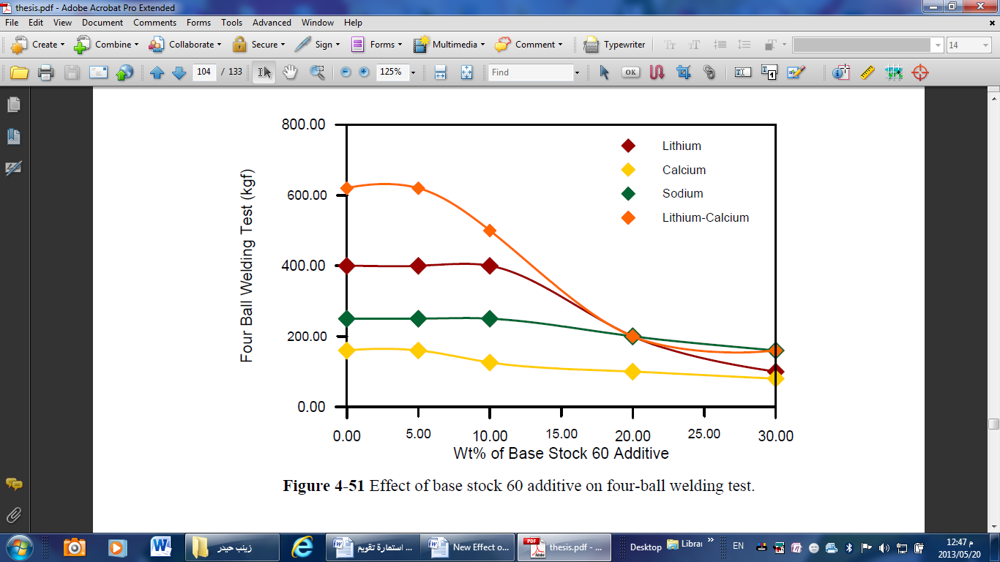 thesis.pdf - Adobe Acrobat Pro Extended
File Edit View Document Comments Forms Tools Advanced Window Help
Create Combine Collaborate Secure Sign Forms Multimedia Comment Typewriter 14
104 / 133 125% Find OK
800.00
600.00
400.00
200.00
0.00
Four Ball Welding Test (kgf)
Lithium
Calcium
Sodium
Lithium-Calcium
0.00 5.00 10.00 15.00 20.00 25.00 30.00
Wt% of Base Stock 60 Additive
Figure 4-51 Effect of base stock 60 additive on four-ball welding test.
زينب حيدر استمارة تقويم ... New Effect o... thesis.pdf - ... Desktop Librar » EN 12:47 م
2013/05/20